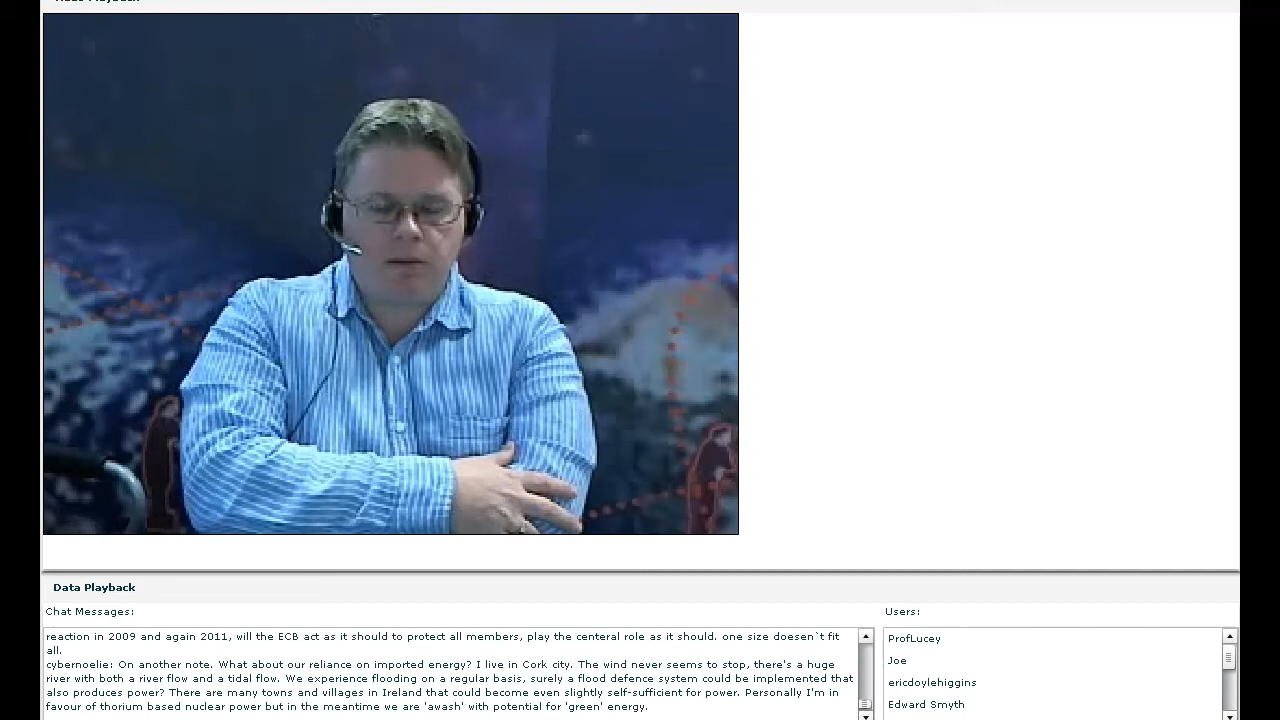 Data Playback
Chat Messages:
Users:
reaction in 2009 and again 2011, will the ECB act as it should to protect all members, play the centeral role as it should. one size doesen`t fit
all.
cybernoelie: On another note. What about our reliance on imported energy? I live in Cork city. The wind never seems to stop, there's a huge
river with both a river flow and a tidal flow. We experience flooding on a regular basis, surely a flood defence system could be implemented that
also produces power? There are many towns and villages in Ireland that could become even slightly self-sufficient for power. Personally I'm in
favour of thorium based nuclear power but in the meantime we are 'awash' with potential for 'green' energy.
ProfLucey
Joe
ericdoylehiggins
Edward Smyth